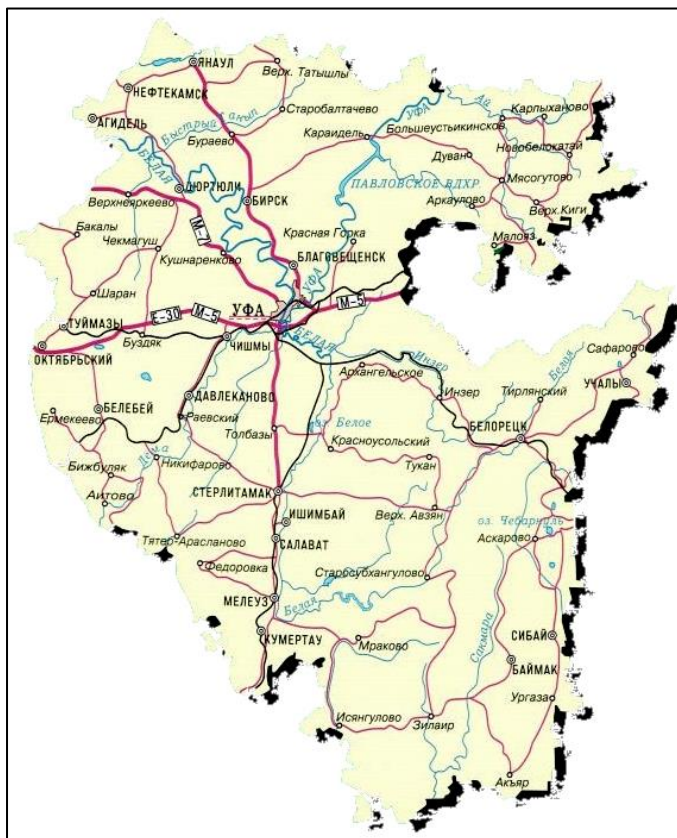 ЯНАУЛ
Верх. Татышлы
НЕФТЕКАМСК
Старобалтачево
АГИДЕЛЬ
Быстрый Танып
Бураево
Караидель
УФА
Ай
Большеустьикинское
Карлыханово
Новобелокатай
Дуван
БЕЛАЯ
ДЮРТЮЛИ
ПАВЛОВСКОЕ ВДХР.
Мясогутово
Верхнеяркеево
БИРСК
Аркаулово
Верх.Киги
Бакалы
М-7
Чекмагуш
Кушнаренково
Красная Горка
Малояз
БЛАГОВЕЩЕНСК
Шаран
УФА
УФА
М-5
ТУЙМАЗЫ
Е-30
М-5
БЕЛАЯ
ОКТЯБРЬСКИЙ
Буздяк
ЧИШМЫ
Инзер
Сафарово
Архангельское
Белая
УЧАЛЫ
ДАВЛЕКАНОВО
Инзер
Тирлянский
Ермекеево
БЕЛЕБЕЙ
Раевский
оз. Белое
БЕЛОРЕЦК
Толбазы
Красноусольский
Дема
Тукан
Бижбуляк
Никифарово
Аитово
СТЕРЛИТАМАК
ИШИМБАЙ
Верх. Авзян
оз. Чебаркуль
Тятер-Арасланово
САЛАВАТ
Аскарово
Федоровка
Старосубхангулово
МЕЛЕУЗ
Белая
Сакмара
КУМЕРТАУ
Мраково
СИБАЙ
БАЙМАК
Ургаза
Исянгулово
Зилаир
Акъяр